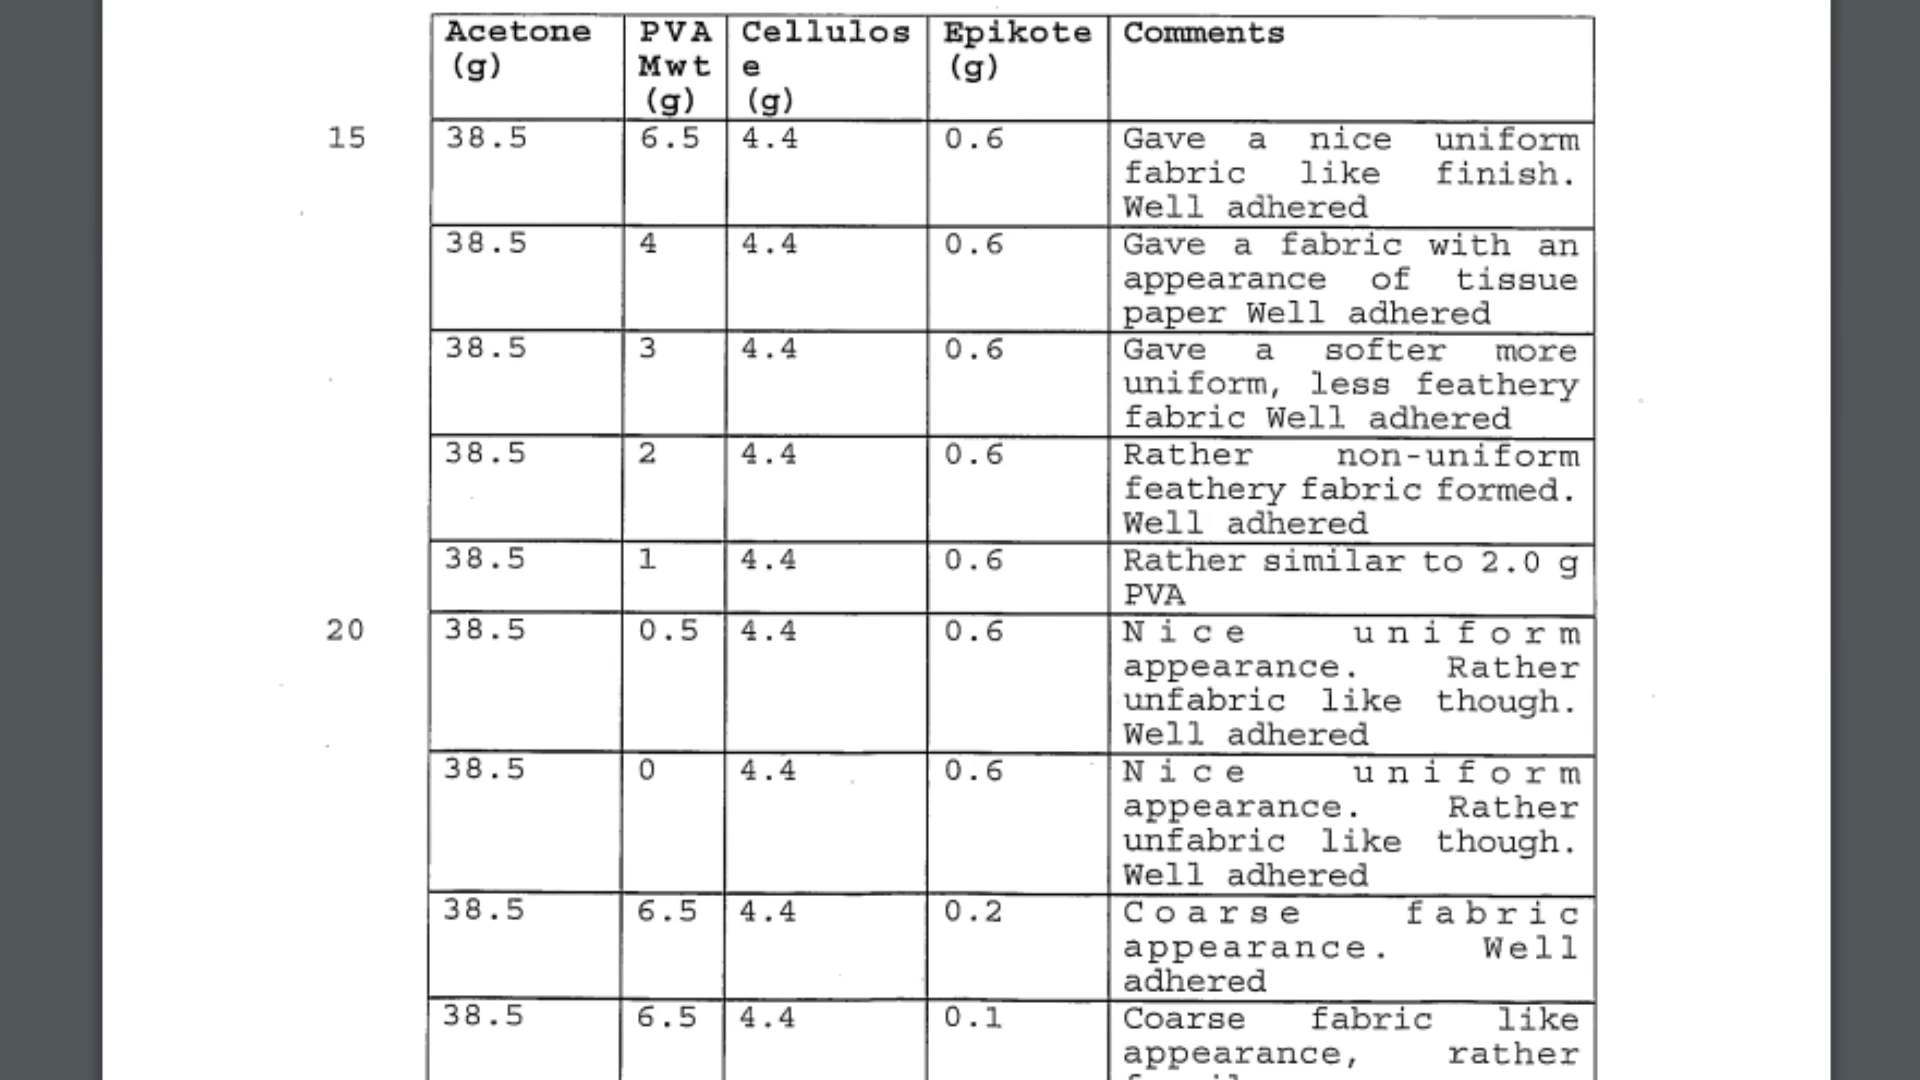 Acetone PVA Cellulos Epikote Comments
(g) Mwt e (g)
(g) (g)
15 38.5 6.5 4.4 0.6 Gave a nice uniform
fabric like finish.
Well adhered
38.5 4 4.4 0.6 Gave a fabric with an
appearance of tissue
paper Well adhered
38.5 3 4.4 0.6 Gave a softer more
uniform, less feathery
fabric Well adhered
38.5 2 4.4 0.6 Rather non-uniform
feathery fabric formed.
Well adhered
38.5 1 4.4 0.6 Rather similar to 2.0 g
PVA
20 38.5 0.5 4.4 0.6 Nice uniform
appearance. Rather
unfabric like though.
Well adhered
38.5 0 4.4 0.6 Nice uniform
appearance. Rather
unfabric like though.
Well adhered
38.5 6.5 4.4 0.2 Coarse fabric
appearance. Well
adhered
38.5 6.5 4.4 0.1 Coarse fabric like
appearance, rather